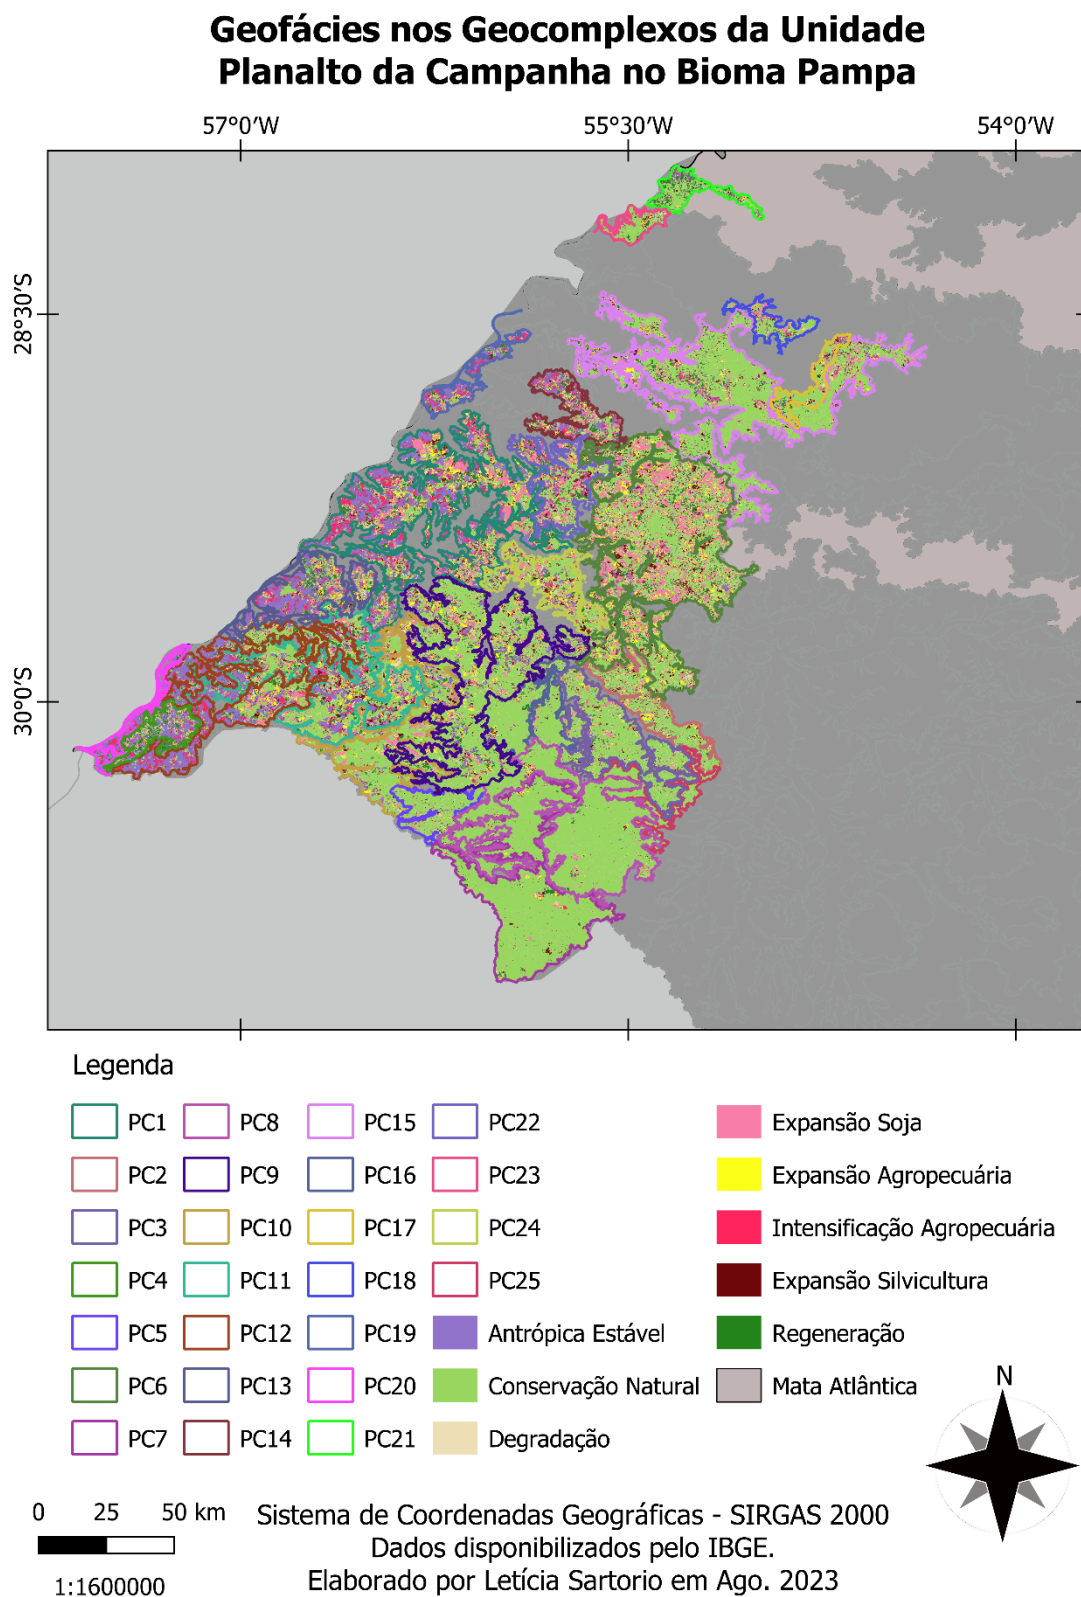 Geofácies nos Geocomplexos da Unidade
Planalto da Campanha no Bioma Pampa
57°0′W 55°30′W 54°0′W
28°30′S
30°0′S
Legenda
PC1 PC8 PC15 PC22 Expansão Soja
PC2 PC9 PC16 PC23 Expansão Agropecuária
PC3 PC10 PC17 PC24 Intensificação Agropecuária
PC4 PC11 PC18 PC25 Expansão Silvicultura
PC5 PC12 PC19 Antrópica Estável Regeneração
PC6 PC13 PC20 Conservação Natural Mata Atlântica
PC7 PC14 PC21 Degradação
N
0 25 50 km
1:1600000
Sistema de Coordenadas Geográficas - SIRGAS 2000
Dados disponibilizados pelo IBGE.
Elaborado por Letícia Sartorio em Ago. 2023